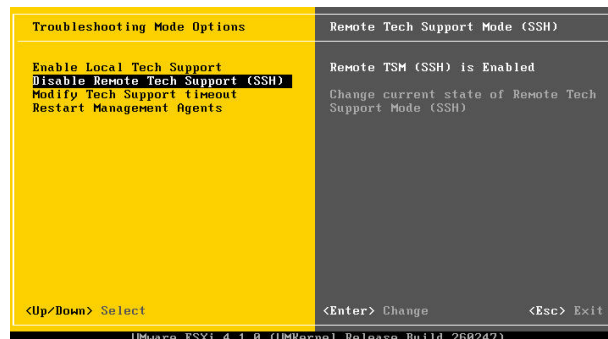 Troubleshooting Mode Options
Remote Tech Support Mode (SSH)
Enable Local Tech Support
Disable Remote Tech Support (SSH)
Modify Tech Support timeout
Restart Management Agents
Remote TSM (SSH) is Enabled
Change current state of Remote Tech
Support Mode (SSH)
<Up/Down> Select
<Enter> Change
<Esc> Exit
VMware ESXi 4.1.0 (VMKernel Release Build 260247)